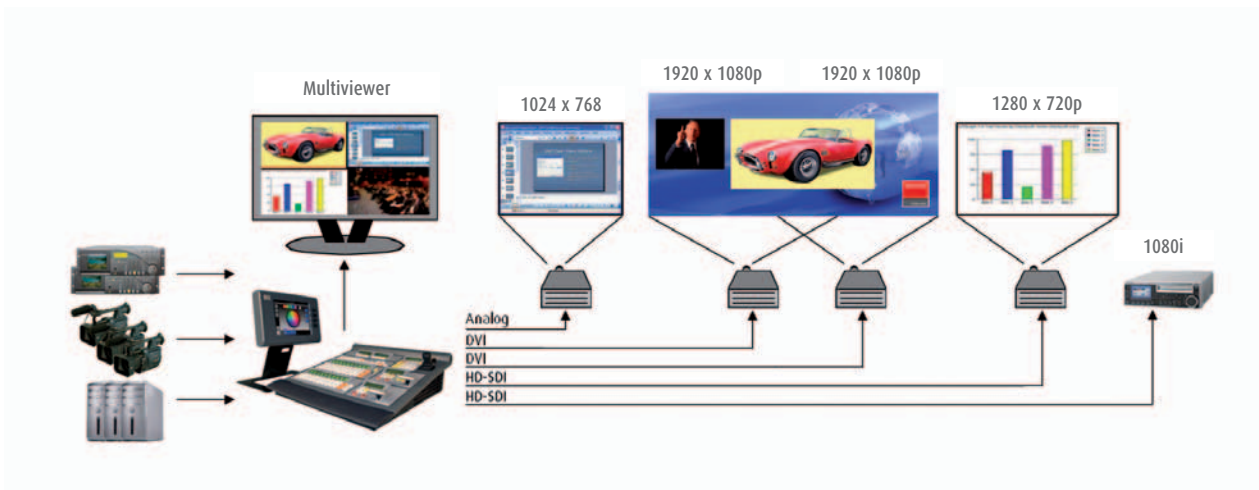 Multiviewer
1024 x 768
1920 x 1080p
1920 x 1080p
1280 x 720p
1080i
Analog
DVI
DVI
HD-SDI
HD-SDI